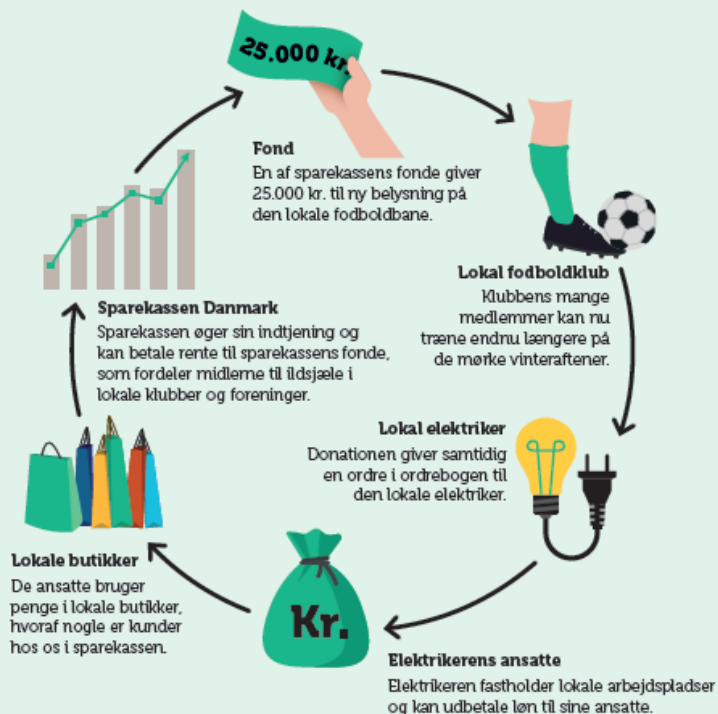 25.000 kr.
Fond
En af sparekassens fonde giver
25.000 kr. til ny belysning på
den lokale fodboldbane.
Lokal fodboldklub
Klubbens mange
medlemmer kan nu
træne endnu længere på
de mørke vinteraftener.
Lokal elektriker
Donationen giver samtidig
en ordre i ordrebogen til
den lokale elektriker.
Elektrikerens ansatte
Elektrikeren fastholder lokale arbejdspladser
og kan udbetale løn til sine ansatte.
Kr.
Lokale butikker
De ansatte bruger
penge i lokale butikker,
hvoraf nogle er kunder
hos os i sparekassen.
Sparekassen Danmark
Sparekassen øger sin indtjening og
kan betale rente til sparekassens fonde,
som fordeler midlerne til ildsjæle i
lokale klubber og foreninger.